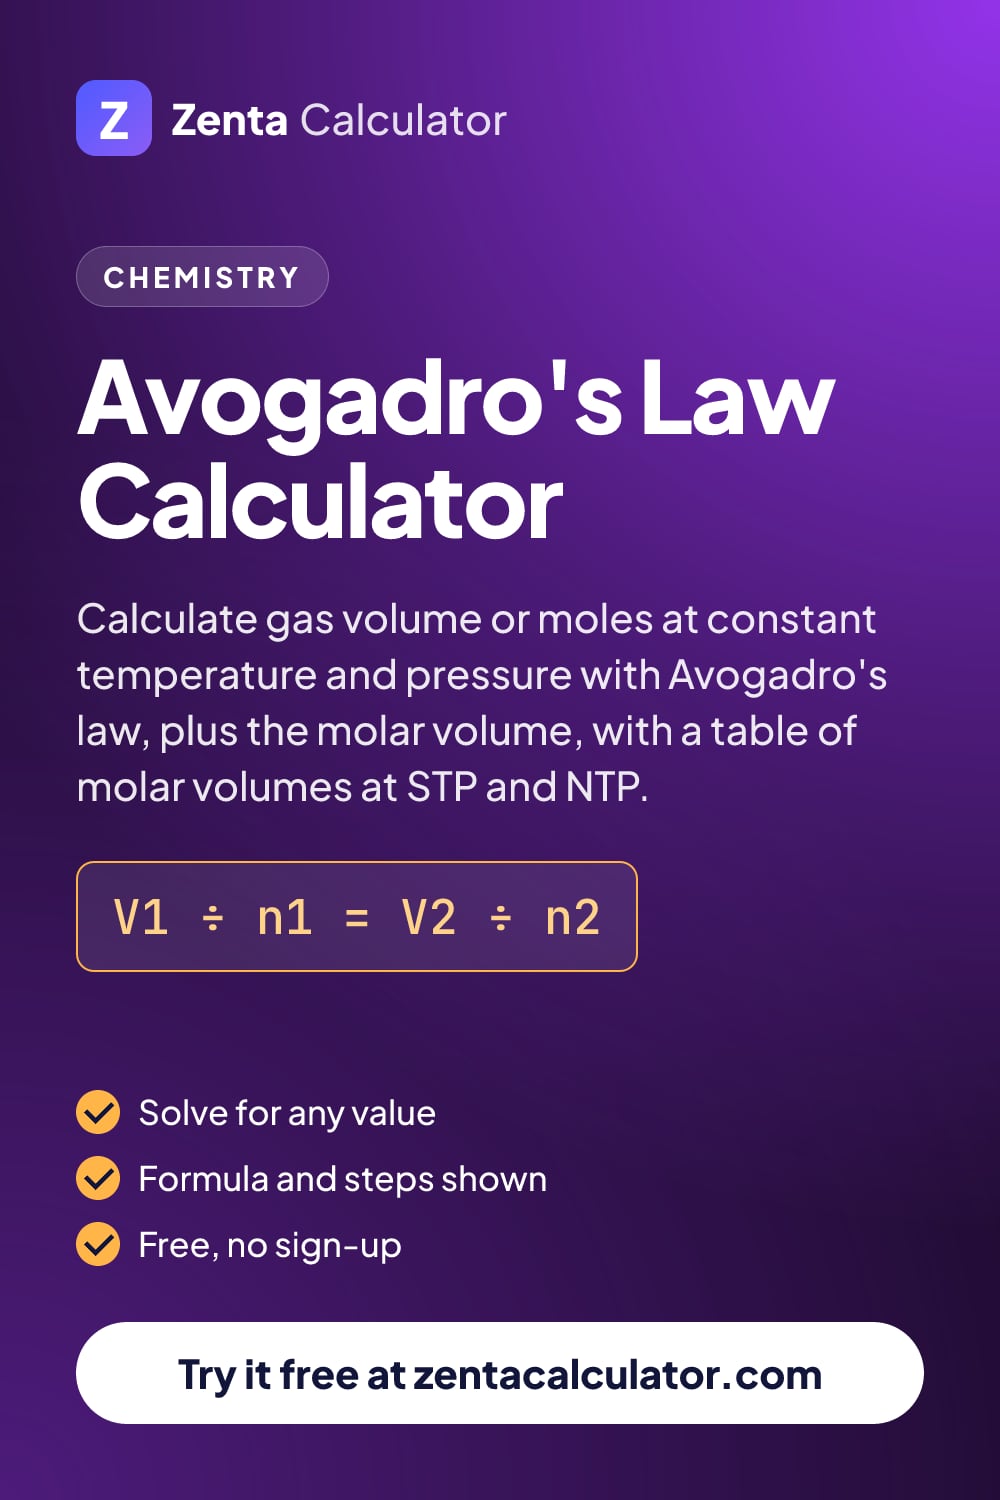 Z Zenta Calculator
CHEMISTRY
Avogadro's Law
Calculator
Calculate gas volume or moles at constant
temperature and pressure with Avogadro's
law, plus the molar volume, with a table of
molar volumes at STP and NTP.
V1 ÷ n1 = V2 ÷ n2
Solve for any value
Formula and steps shown
Free, no sign-up
Try it free at zentacalculator.com